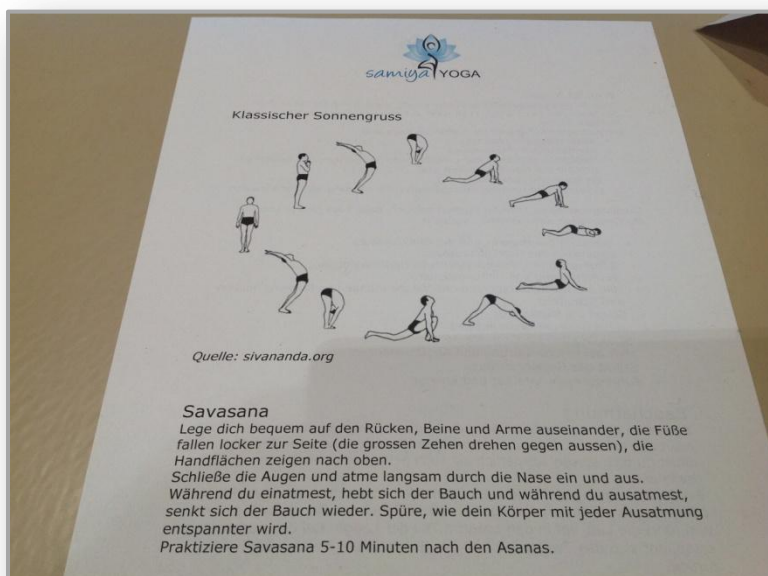 samiya YOGA
Klassischer Sonnengruss
Quelle: sivananda.org
Savasana
Lege dich bequem auf den Rücken, Beine und Arme auseinander, die Füße
fallen locker zur Seite (die grossen Zehen drehen gegen aussen), die
Handflächen zeigen nach oben.
Schließe die Augen und atme langsam durch die Nase ein und aus.
Während du einatmest, hebt sich der Bauch und während du ausatmest,
senkt sich der Bauch wieder. Spüre, wie dein Körper mit jeder Ausatmung
entspannter wird.
Praktiziere Savasana 5-10 Minuten nach den Asanas.